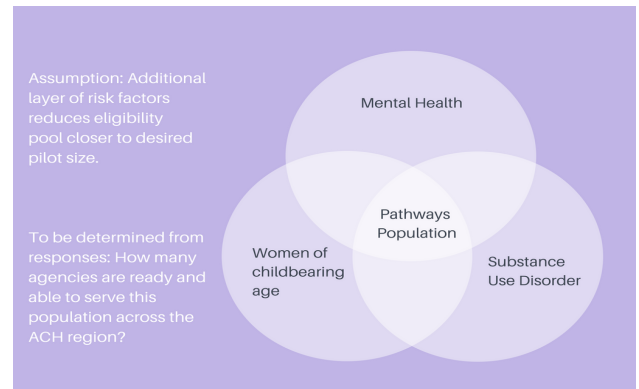 Assumption: Additional
layer of risk factors
reduces eligibility
pool closer to desired
pilot size.
To be determined from
responses: How many
agencies are ready and
able to serve this
population across the
ACH region?
Mental Health
Pathways
Population
Women of
childbearing
age
Substance
Use Disorder